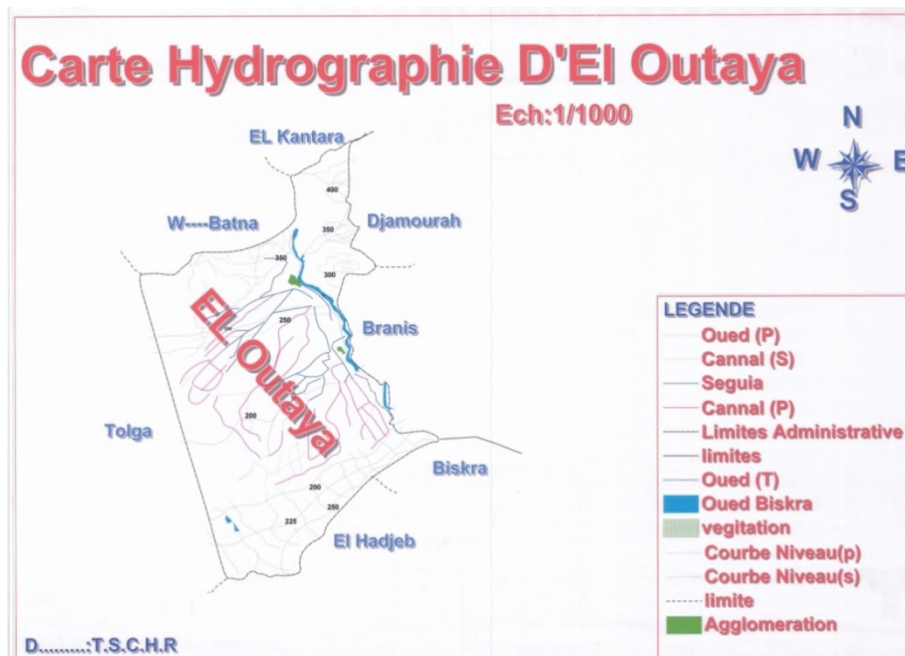 Carte Hydrographie D'El Outaya
Ech:1/1000
N
W
E
S
EL Kantara
W----Batna
Djamourah
Branis
EL Outaya
Tolga
Biskra
El Hadjeb
400
350
350
300
250
200
200
250
225
LEGENDE
Oued (P)
Cannal (S)
Seguia
Cannal (P)
Limites Administrative
limites
Oued (T)
Oued Biskra
vegitation
Courbe Niveau(p)
Courbe Niveau(s)
limite
Agglomeration
D.........:T.S.C.H.R